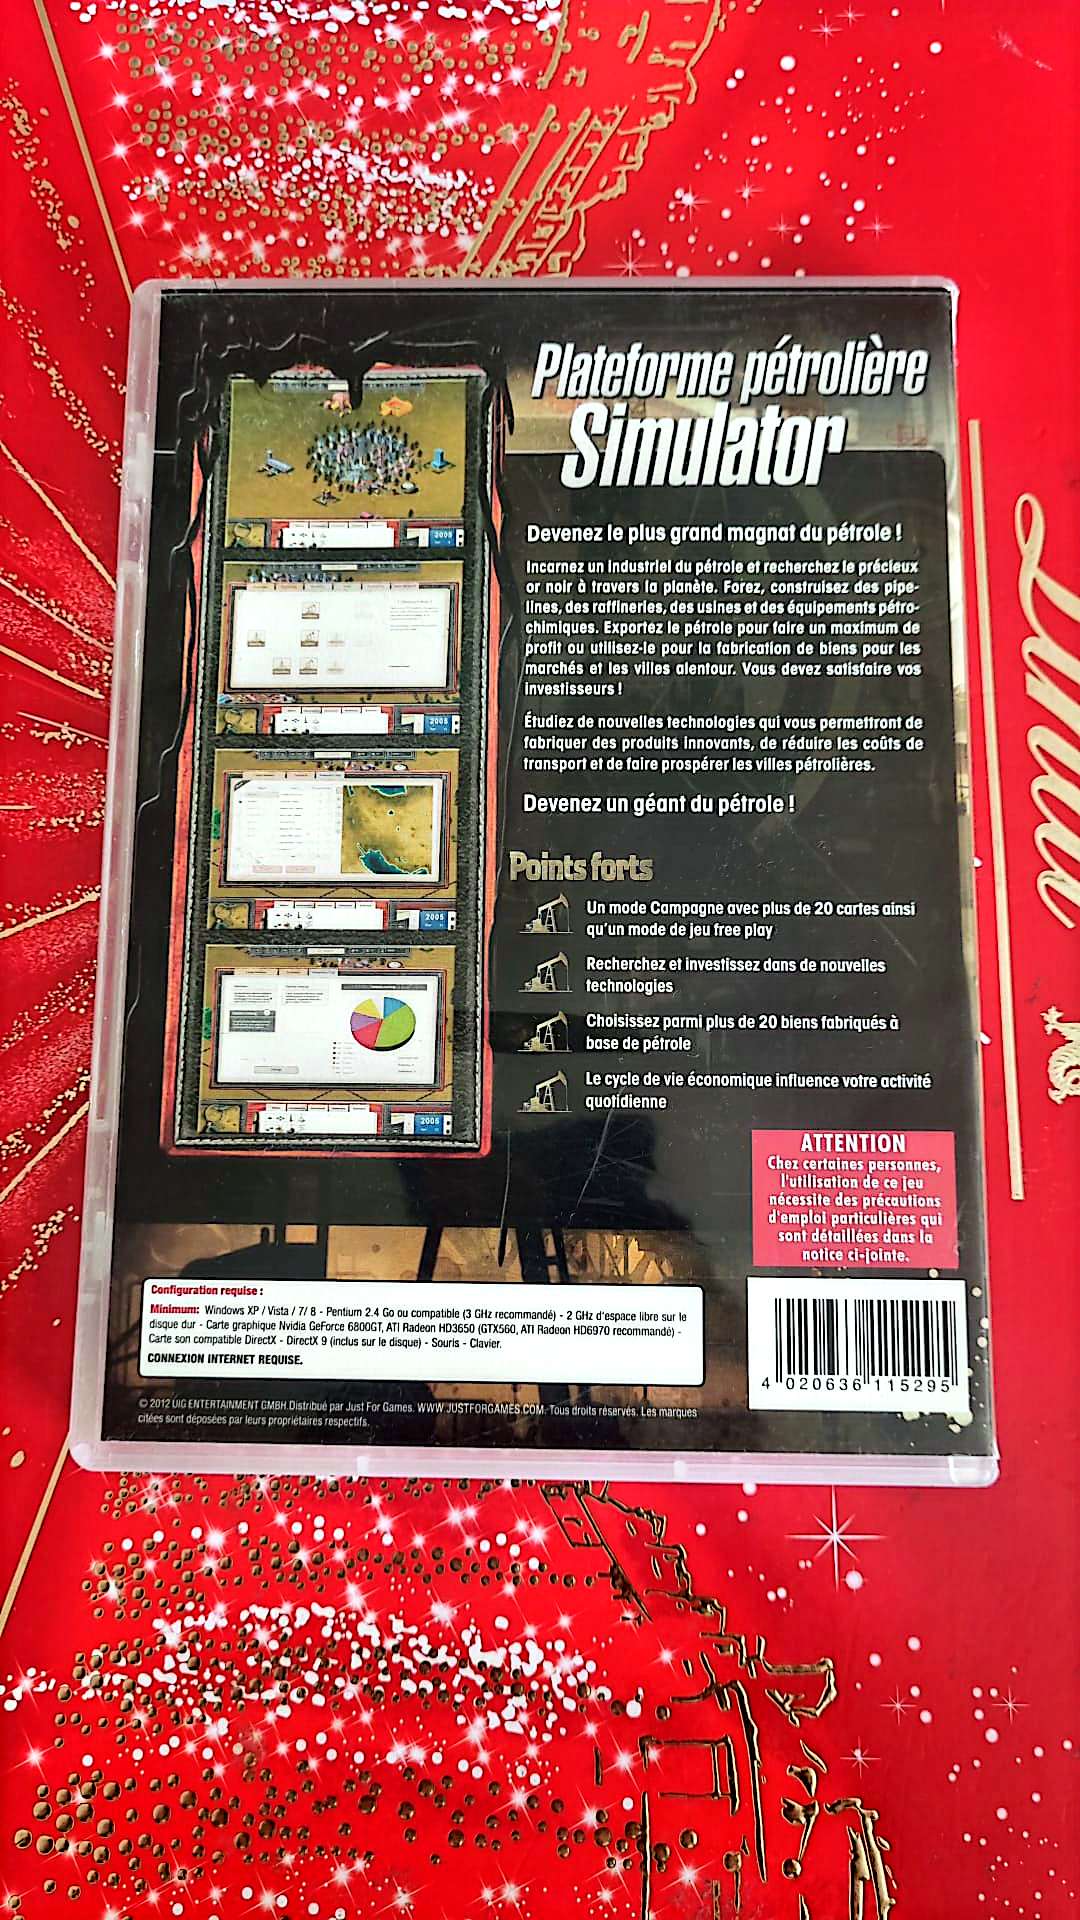 Plateforme pétrolière
Simulator
Devenez le plus grand magnat du pétrole !
Incarnez un industriel du pétrole et recherchez le précieux
or noir à travers la planète. Forez, construisez des pipe-
lines, des raffineries, des usines et des équipements pétro-
chimiques. Exportez le pétrole pour faire un maximum de
profit ou utilisez-le pour la fabrication de biens pour les
marchés et les villes alentour. Vous devez satisfaire vos
investisseurs !
Étudiez de nouvelles technologies qui vous permettront de
fabriquer des produits innovants, de réduire les coûts de
transport et de faire prospérer les villes pétrolières.
Devenez un géant du pétrole !
Points forts
Un mode Campagne avec plus de 20 cartes ainsi
qu'un mode de jeu free play
Recherchez et investissez dans de nouvelles
technologies
Choisissez parmi plus de 20 biens fabriqués à
base de pétrole
Le cycle de vie économique influence votre activité
quotidienne
ATTENTION
Chez certaines personnes,
l'utilisation de ce jeu
nécessite des précautions
d'emploi particulières qui
sont détaillées dans la
notice ci-jointe.
Configuration requise :
Minimum: Windows XP / Vista / 7/ 8 - Pentium 2.4 Go ou compatible (3 GHz recommandé) - 2 GHz d'espace libre sur le
disque dur - Carte graphique Nvidia GeForce 6800GT, ATI Radeon HD3650 (GTX560, ATI Radeon HD6970 recommandé) -
Carte son compatible DirectX - DirectX 9 (inclus sur le disque) - Souris - Clavier.
CONNEXION INTERNET REQUISE.
4 020636 115295
© 2012 UIG ENTERTAINMENT GMBH.Distribué par Just For Games. WWW.JUSTFORGAMES.COM. Tous droits réservés. Les marques
citées sont déposées par leurs propriétaires respectifs.
2005
2005
2005
2005